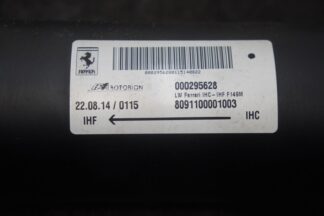 Ferrari
000295628
ROTORION
LW Ferrari IHC - IHF F149M
22.08.14 / 0115
8091100001003
IHF
IHC